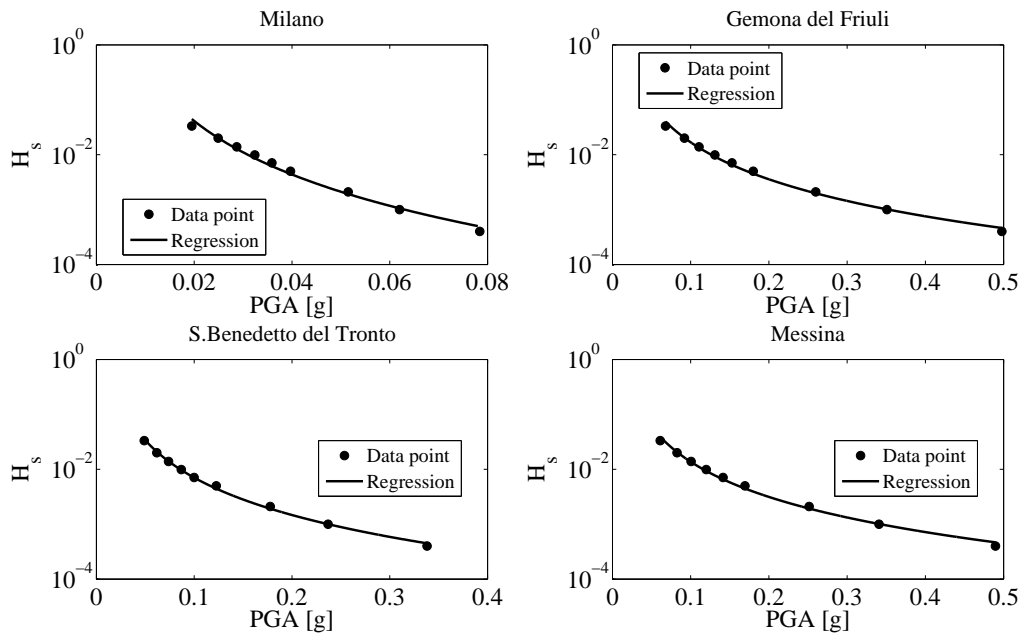 Milano
10^0
10^-2
10^-4
H_s
Data point
Regression
0 0.02 0.04 0.06 0.08
PGA [g]
Gemona del Friuli
10^0
10^-2
10^-4
H_s
Data point
Regression
0 0.1 0.2 0.3 0.4 0.5
PGA [g]
S.Benedetto del Tronto
10^0
10^-2
10^-4
H_s
Data point
Regression
0 0.1 0.2 0.3 0.4
PGA [g]
Messina
10^0
10^-2
10^-4
H_s
Data point
Regression
0 0.1 0.2 0.3 0.4 0.5
PGA [g]